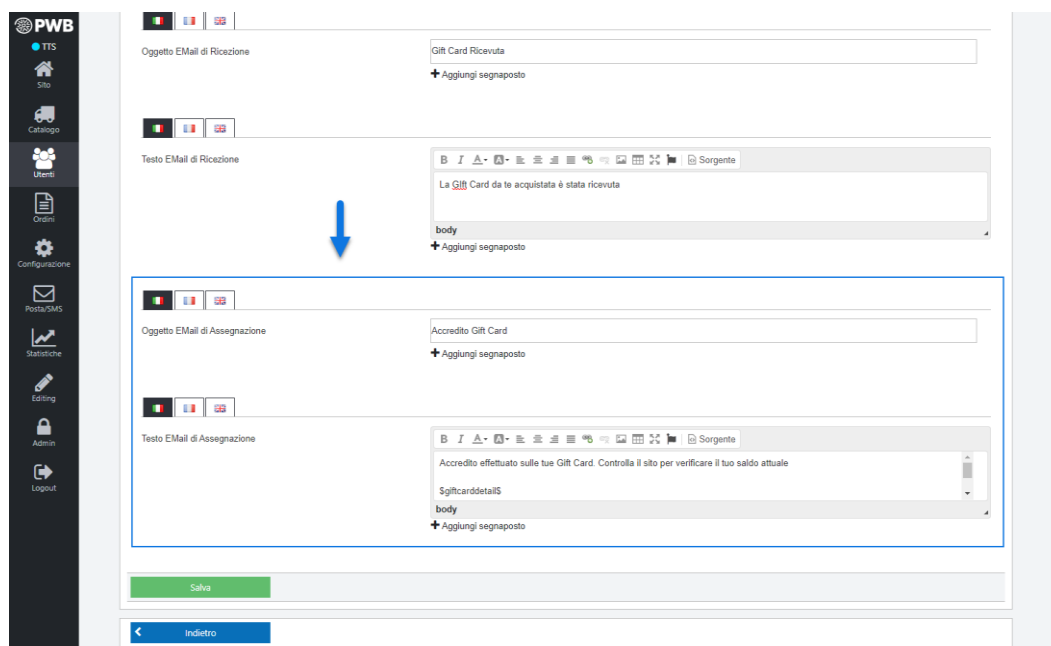 PWB
TTS
Sito
Catalogo
Utenti
Ordini
Configurazione
Posta/SMS
Statistiche
Editing
Admin
Logout
Oggetto EMail di Ricezione
Gift Card Ricevuta
Aggiungi segnaposto
Testo EMail di Ricezione
B I A A Sorgente
La GIft Card da te acquistata è stata ricevuta
body
Aggiungi segnaposto
Oggetto EMail di Assegnazione
Accredito Gift Card
Aggiungi segnaposto
Testo EMail di Assegnazione
B I A A Sorgente
Accredito effettuato sulle tue Gift Card. Controlla il sito per verificare il tuo saldo attuale
$giftcarddetail$
body
Aggiungi segnaposto
Salva
Indietro